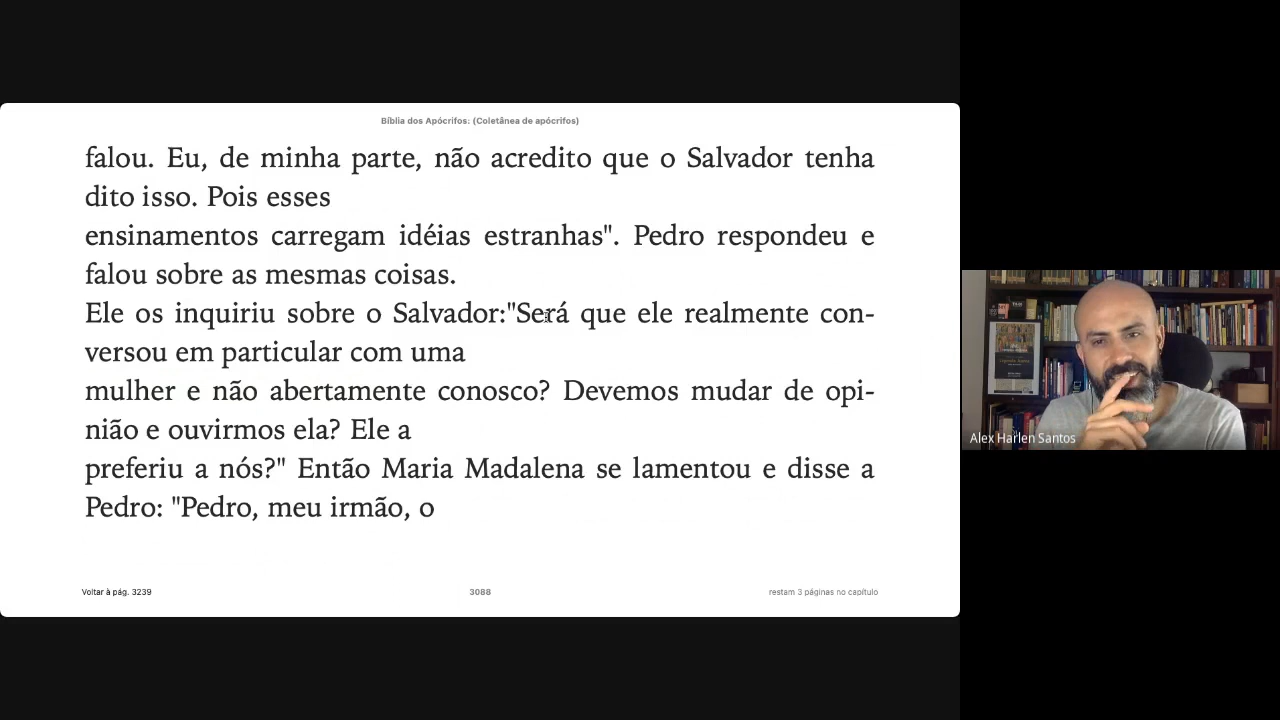 Bíblia dos Apócrifos: (Coletânea de apócrifos)
falou. Eu, de minha parte, não acredito que o Salvador tenha
dito isso. Pois esses
ensinamentos carregam idéias estranhas". Pedro respondeu e
falou sobre as mesmas coisas.
Ele os inquiriu sobre o Salvador:"Será que ele realmente con-
versou em particular com uma
mulher e não abertamente conosco? Devemos mudar de opi-
nião e ouvirmos ela? Ele a
preferiu a nós?" Então Maria Madalena se lamentou e disse a
Pedro: "Pedro, meu irmão, o
Voltar à pág. 3239
3088
restam 3 páginas no capítulo
Alex Harlen Santos